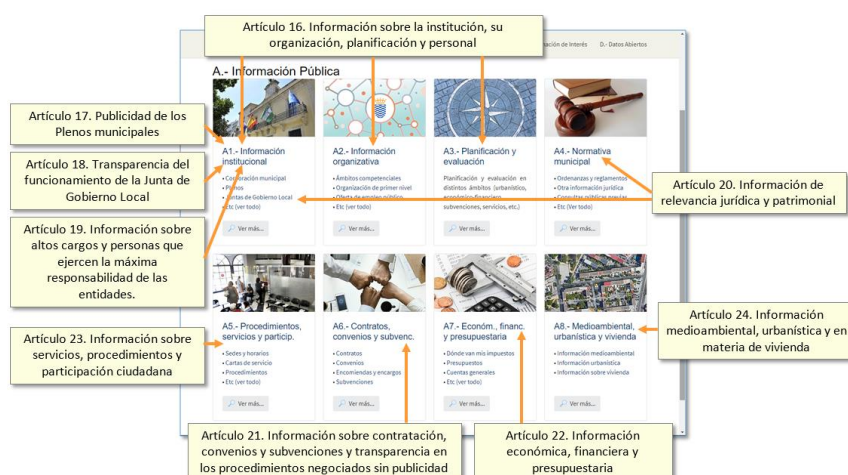 Artículo 16. Información sobre la institución, su
organización, planificación y personal
ación de Interés D.- Datos Abiertos
A.- Información Pública
Artículo 17. Publicidad de los
Plenos municipales
Artículo 18. Transparencia del
funcionamiento de la Junta de
Gobierno Local
Artículo 19. Información sobre
altos cargos y personas que
ejercen la máxima
responsabilidad de las
entidades.
A1.- Información
institucional
• Corporación municipal
• Plenos
• Juntas de Gobierno Local
• Etc (ver todo)
Ver más...
A2.- Información
organizativa
• Ámbitos competenciales
• Organización de primer nivel
• Oferta de empleo público
• Etc (ver todo)
Ver más...
A3.- Planificación y
evaluación
Planificación y evaluación en
distintos ámbitos (urbanístico,
económico-financiero,
subvenciones, servicios, etc.)
Ver más...
A4.- Normativa
municipal
• Ordenanzas y reglamentos
• Otra información jurídica
• Consultas públicas previas
• Etc (Ver todo)
Ver más...
Artículo 20. Información de
relevancia jurídica y patrimonial
Artículo 23. Información sobre
servicios, procedimientos y
participación ciudadana
A5.- Procedimientos,
servicios y particip.
• Sedes y horarios
• Cartas de servicio
• Procedimientos
• Etc (ver todo)
Ver más...
A6.- Contratos,
convenios y subvenc.
• Contratos
• Convenios
• Encomiendas y encargos
• Subvenciones
Ver más...
A7.- Económ., financ.
y presupuestaria
• Dónde van mis impuestos
• Presupuestos
• Cuentas generales
• Etc (ver todo)
Ver más...
A8.- Medioambiental,
urbanística y vivienda
• Información medioambiental
• Información urbanística
• Información sobre vivienda
Ver más...
Artículo 24. Información
medioambiental, urbanística y en
materia de vivienda
Artículo 21. Información sobre contratación,
convenios y subvenciones y transparencia en
los procedimientos negociados sin publicidad
Artículo 22. Información
económica, financiera y
presupuestaria